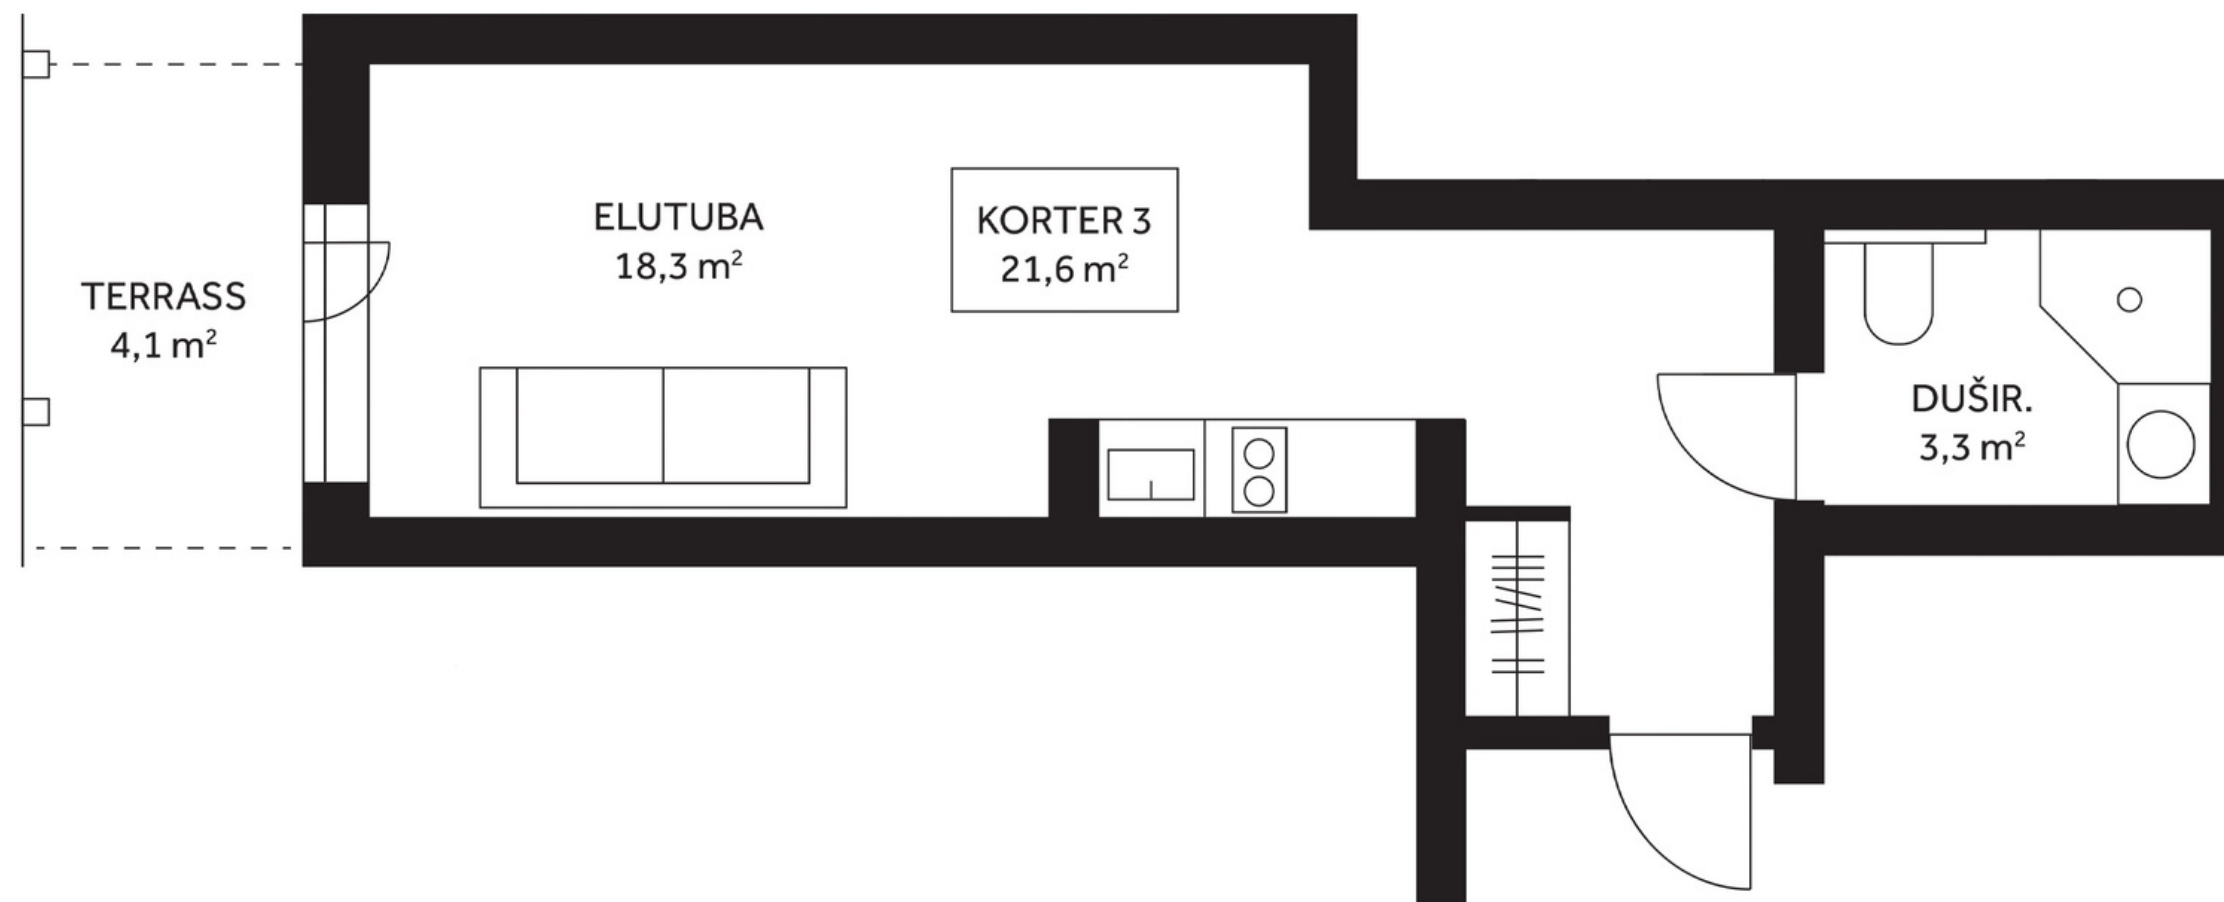 TERRASS
4,1 m²
ELUTUBA
18,3 m²
KORTER 3
21,6 m²
DUŠIR.
3,3 m²